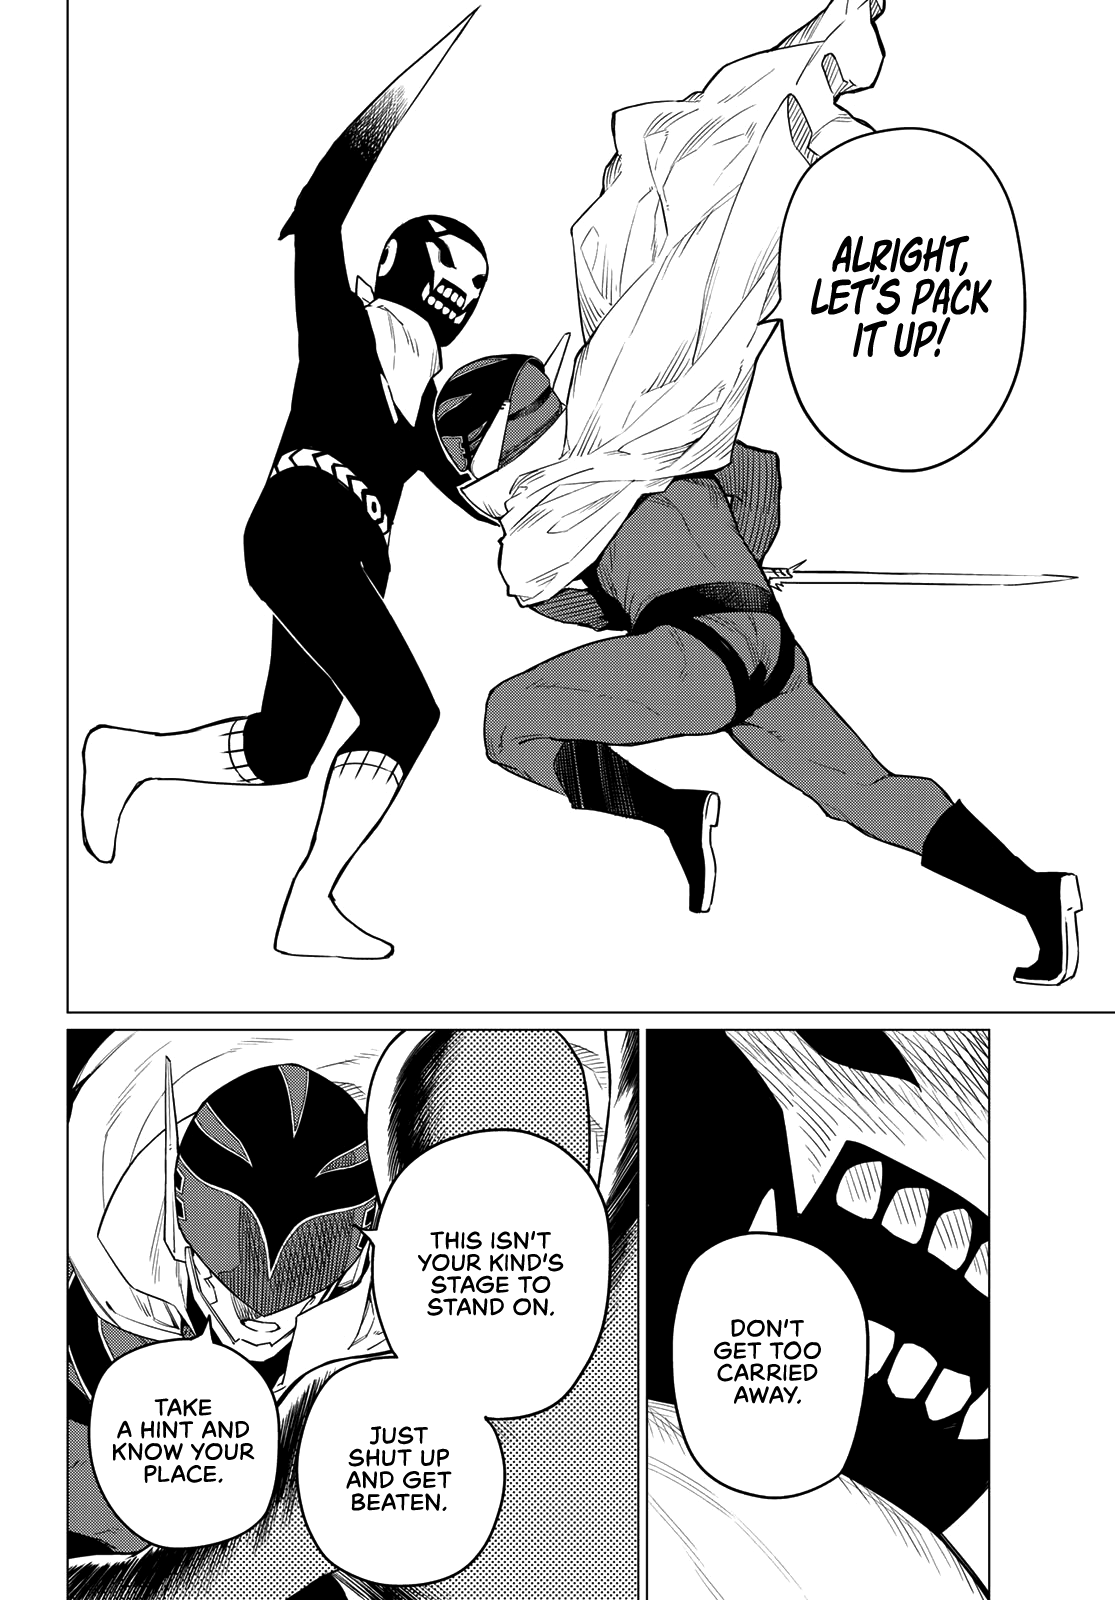 ALRIGHT,
LET'S PACK
IT UP!
DON'T
GET TOO
CARRIED
AWAY.
THIS ISN'T
YOUR KIND'S
STAGE TO
STAND ON.
JUST
SHUT UP
AND GET
BEATEN.
TAKE
A HINT AND
KNOW YOUR
PLACE.